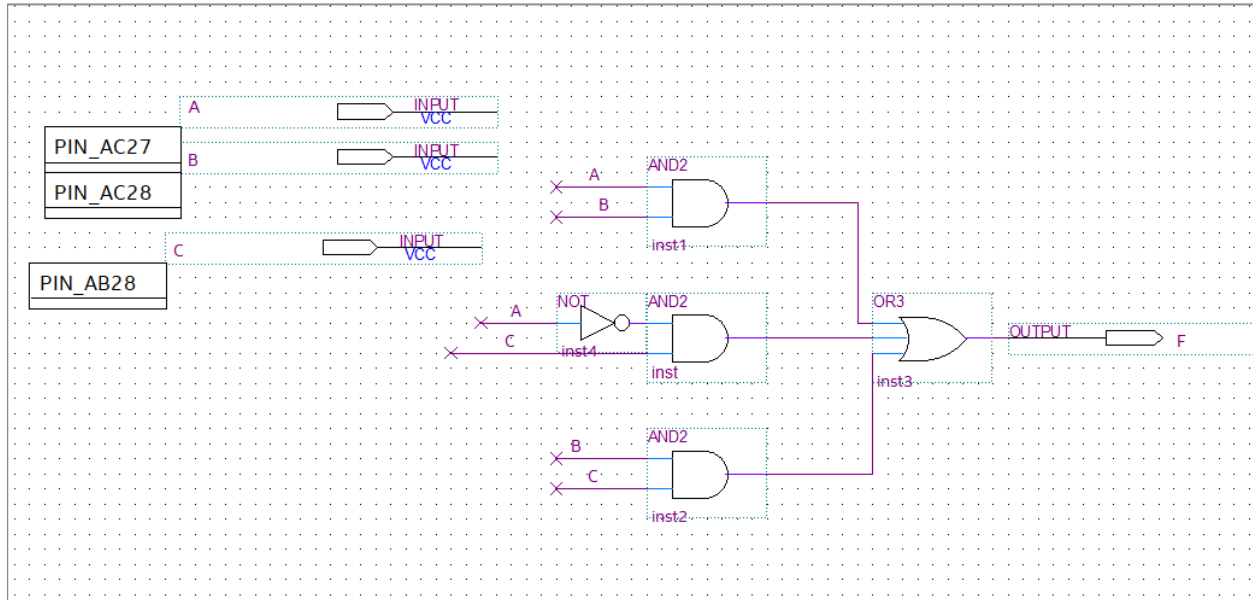 A
INPUT
VCC
PIN_AC27
B
INPUT
VCC
PIN_AC28
C
INPUT
VCC
PIN_AB28
AND2
A
B
inst1
NOT
AND2
A
C
inst4
inst
AND2
B
C
inst2
OR3
inst3
OUTPUT
F